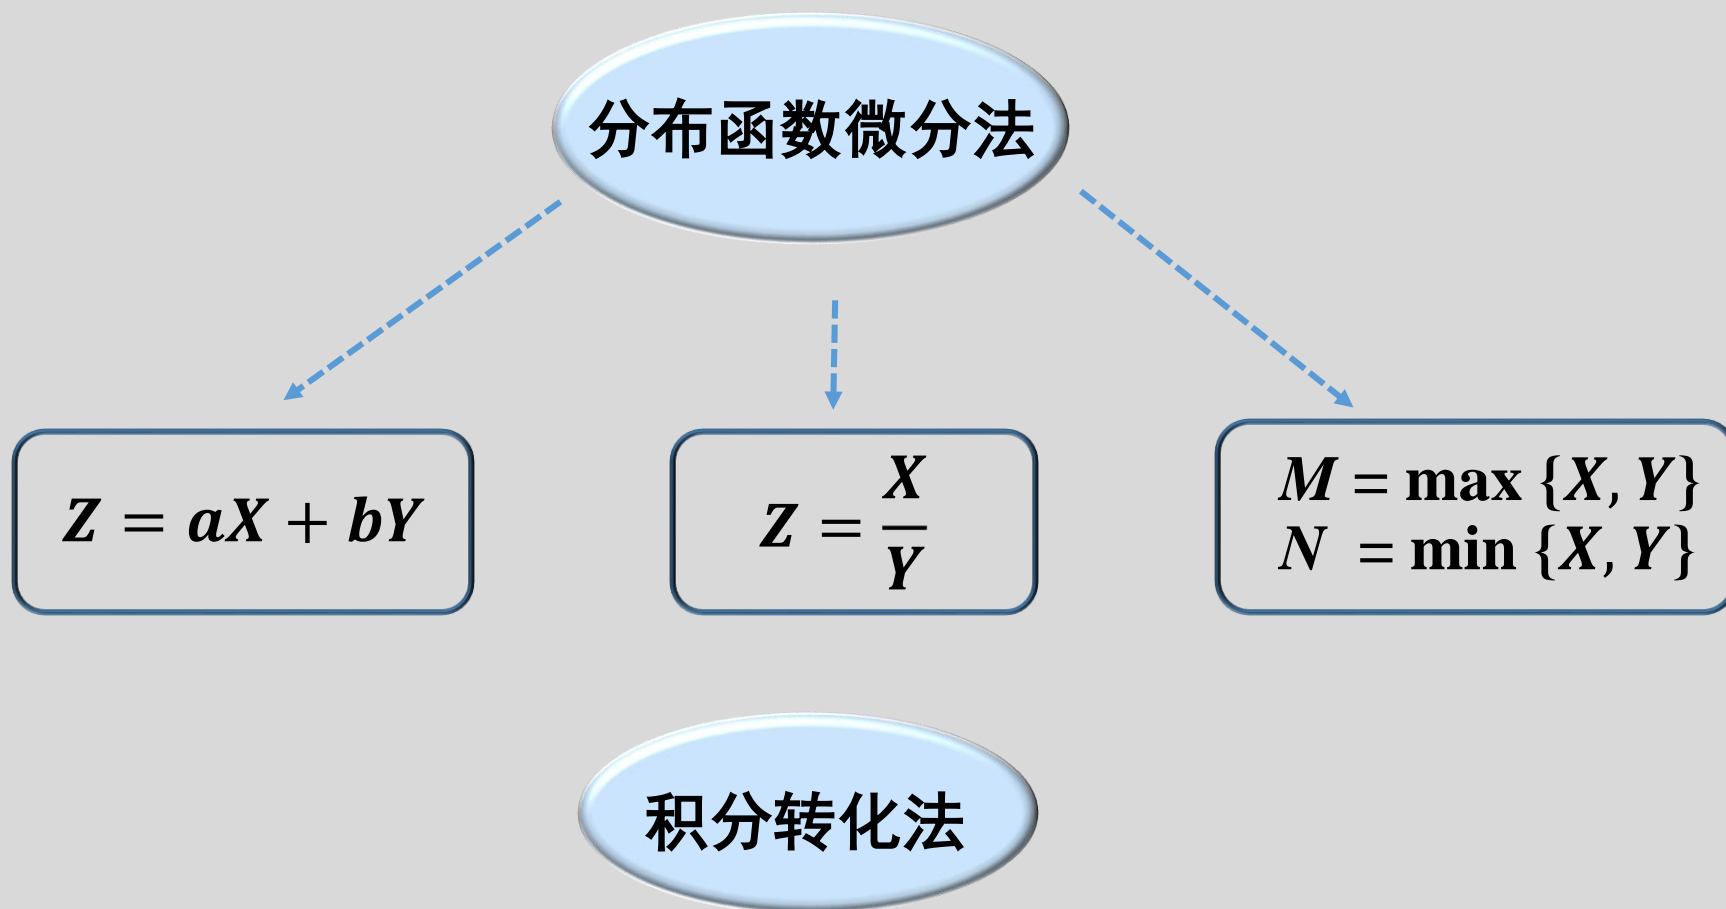 分布函数微分法
Z = aX + bY
Z = X/Y
M = max {X, Y}
N = min {X, Y}
积分转化法